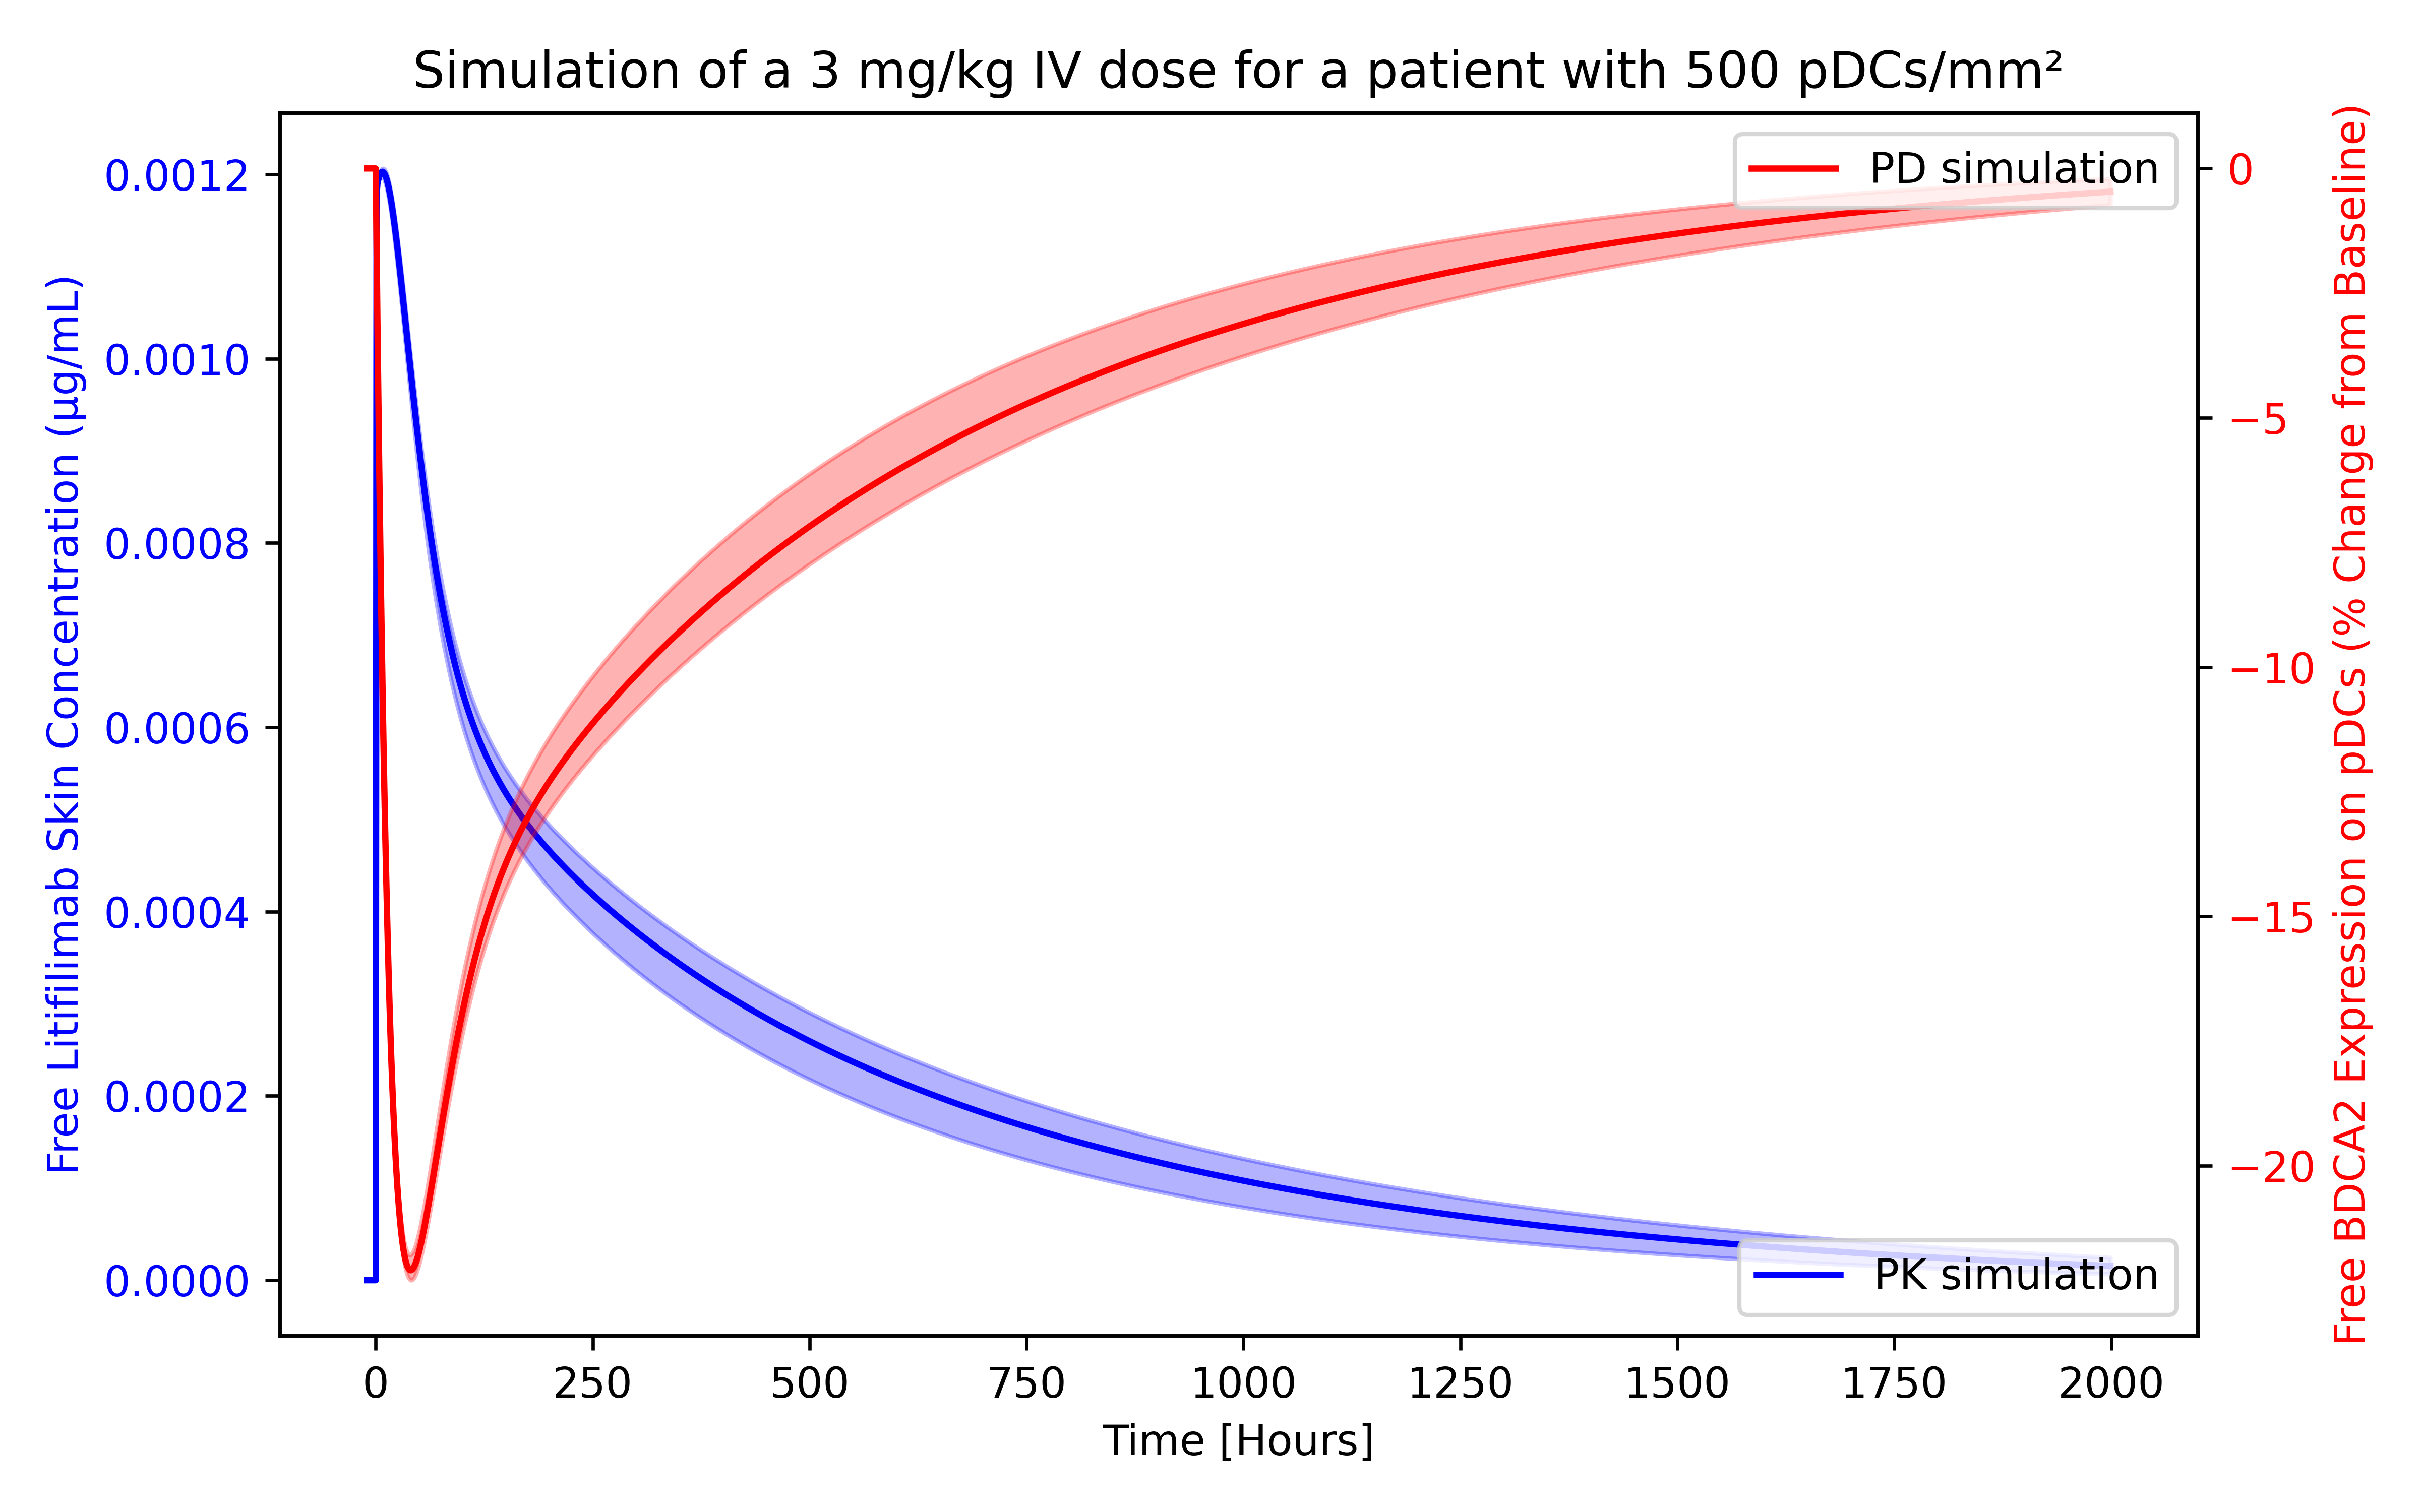 Simulation of a 3 mg/kg IV dose for a patient with 500 pDCs/mm²
Free Litifilimab Skin Concentration (µg/mL)
0.0012
0.0010
0.0008
0.0006
0.0004
0.0002
0.0000
PD simulation
PK simulation
0
−5
−10
−15
−20
Free BDCA2 Expression on pDCs (% Change from Baseline)
0 250 500 750 1000 1250 1500 1750 2000
Time [Hours]